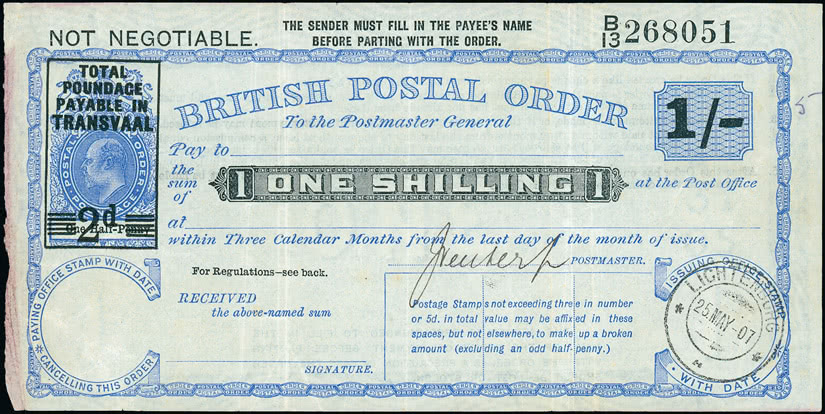 NOT NEGOTIABLE.
THE SENDER MUST FILL IN THE PAYEE'S NAME
BEFORE PARTING WITH THE ORDER.
B/13 268051
TOTAL
POUNDAGE
PAYABLE IN
TRANSVAAL
POSTAL ORDER
2d
One Half-Penny
BRITISH POSTAL ORDER
To the Postmaster General
1/-
5
Pay to
the
sum of
1 ONE SHILLING 1
at the Post Office
at
within Three Calendar Months from the last day of the month of issue.
POSTMASTER.
For Regulations—see back.
RECEIVED
the above-named sum
SIGNATURE.
Postage Stamps not exceeding three in number
or 5d. in total value may be affixed in these
spaces, but not elsewhere, to make up a broken
amount (excluding an odd half-penny.)
PAYING OFFICE STAMP WITH DATE
CANCELLING THIS ORDER
ISSUING OFFICE STAMP
WITH DATE
LICHTENBURG
25 MAY - 07